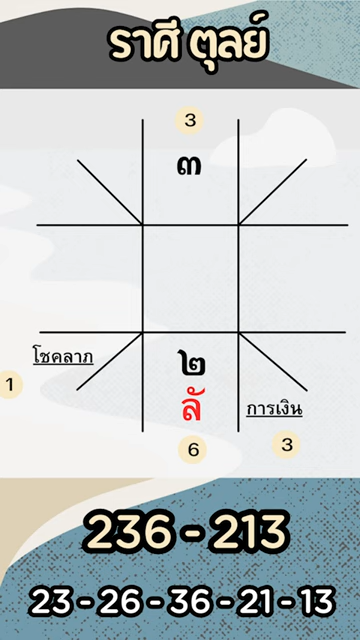 ราศี ตุลย์
3
๓
โชคลาภ
๒
1
ลั
การเงิน
6
3
236 - 213
23 - 26 - 36 - 21 - 13